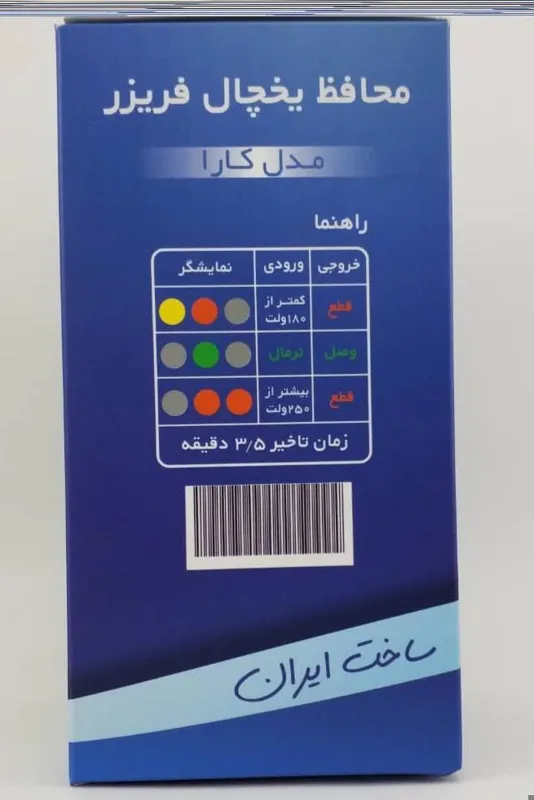 محافظ یخچال فریزر
مدل کارا
راهنما
خروجی ورودی نمایشگر
قطع کمتر از ۱۸۰ولت
وصل نرمال
قطع بیشتر از ۲۵۰ولت
زمان تاخیر ۳/۵ دقیقه
ساخت ایران